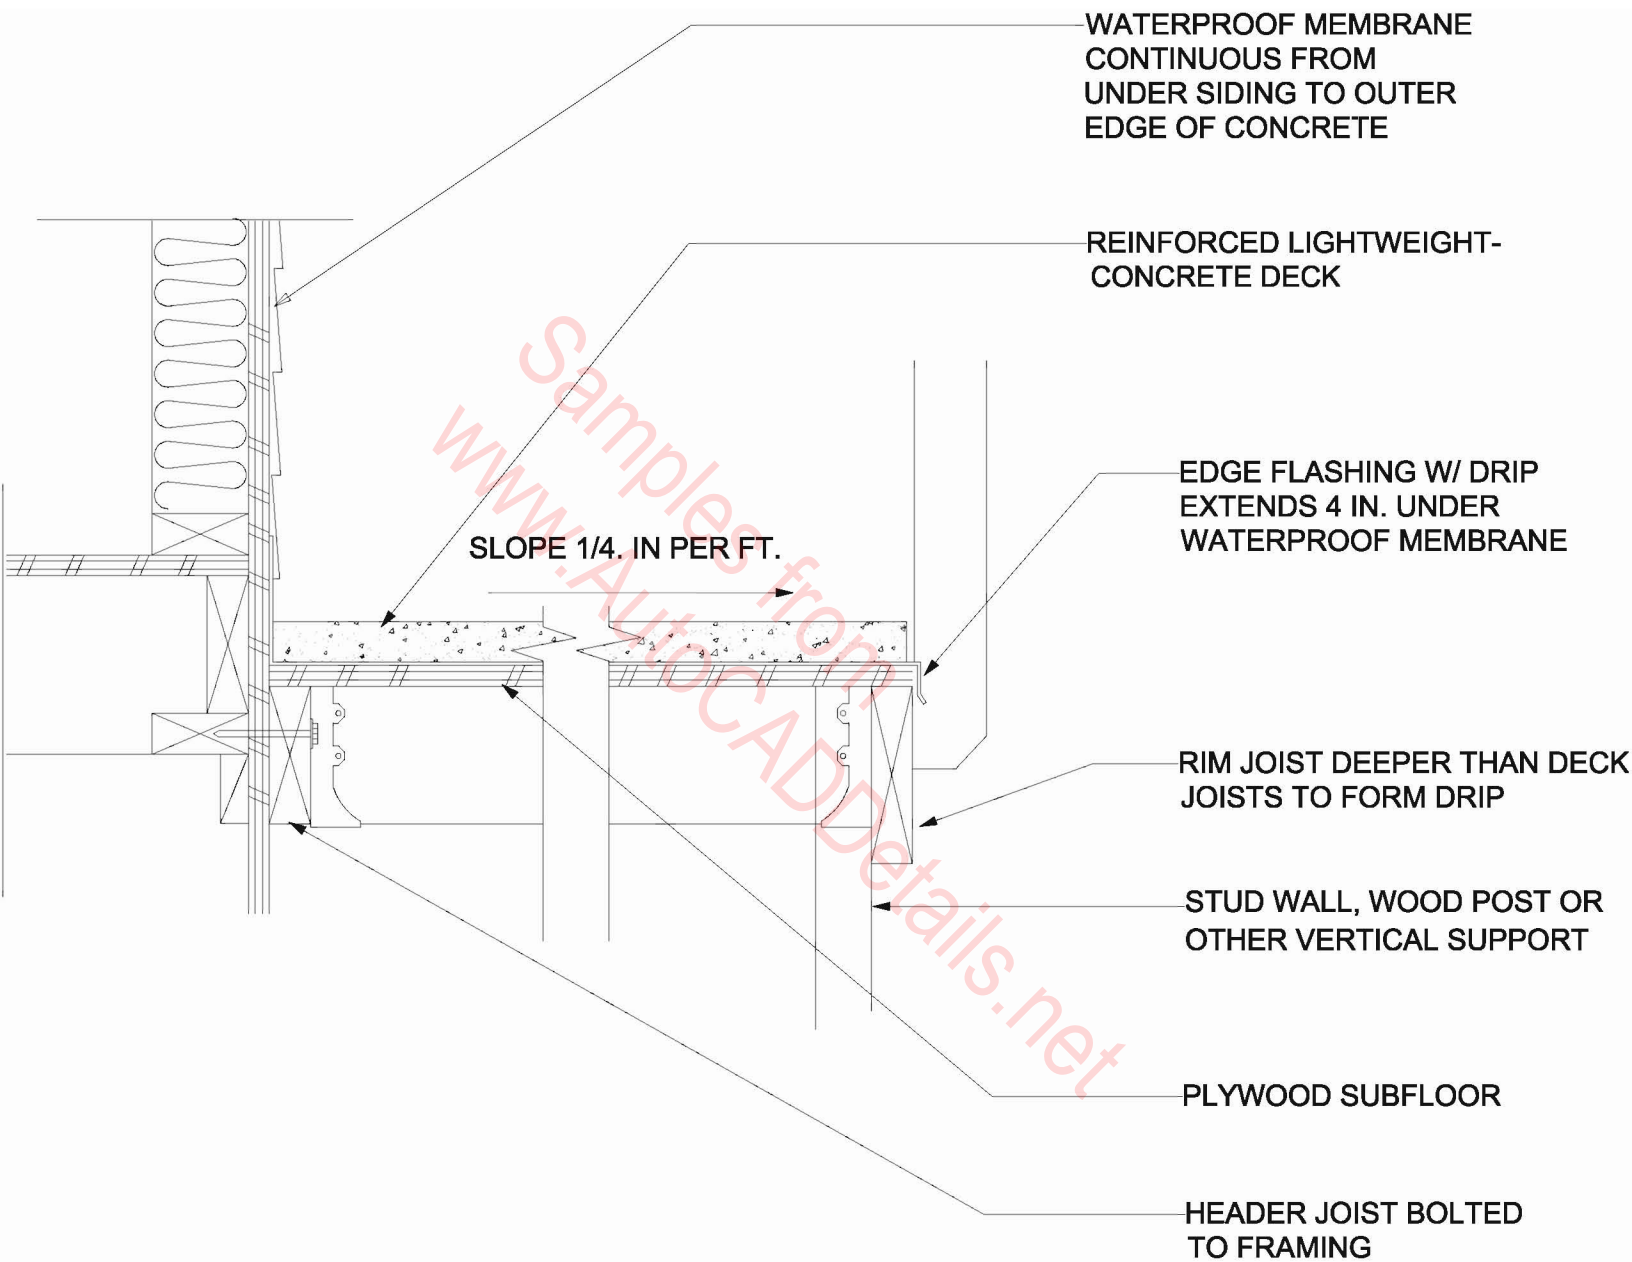 WATERPROOF MEMBRANE
CONTINUOUS FROM
UNDER SIDING TO OUTER
EDGE OF CONCRETE
REINFORCED LIGHTWEIGHT-
CONCRETE DECK
EDGE FLASHING W/ DRIP
EXTENDS 4 IN. UNDER
WATERPROOF MEMBRANE
SLOPE 1/4. IN PER FT.
RIM JOIST DEEPER THAN DECK
JOISTS TO FORM DRIP
STUD WALL, WOOD POST OR
OTHER VERTICAL SUPPORT
PLYWOOD SUBFLOOR
HEADER JOIST BOLTED
TO FRAMING
Samples from
www.AutoCADDetails.net